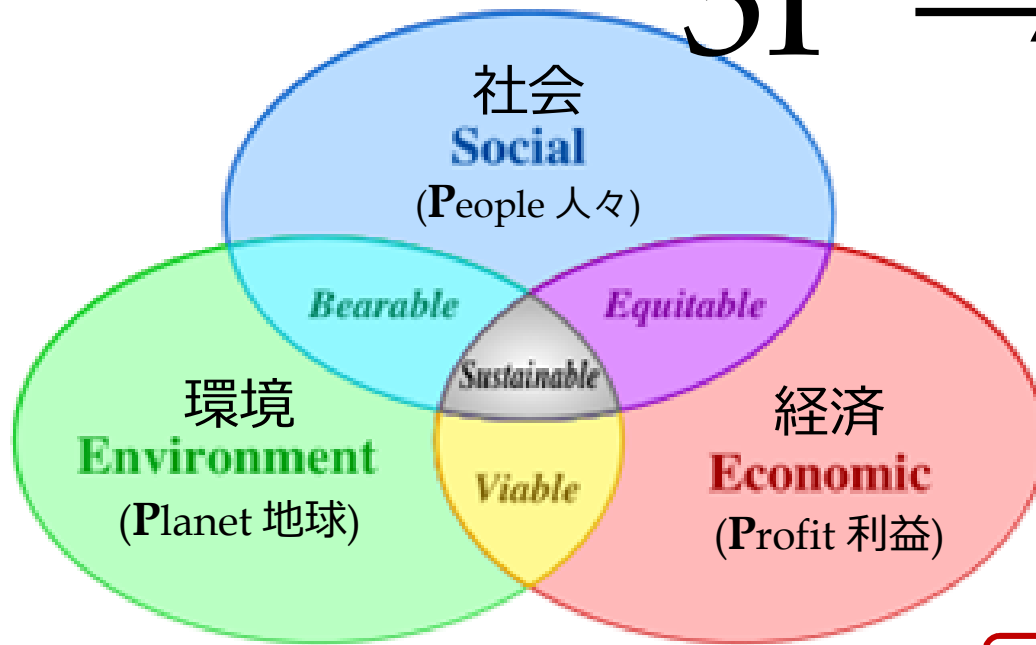 社会
Social
(People 人々)
Bearable
Equitable
Sustainable
環境
Environment
(Planet 地球)
経済
Economic
(Profit 利益)
Viable